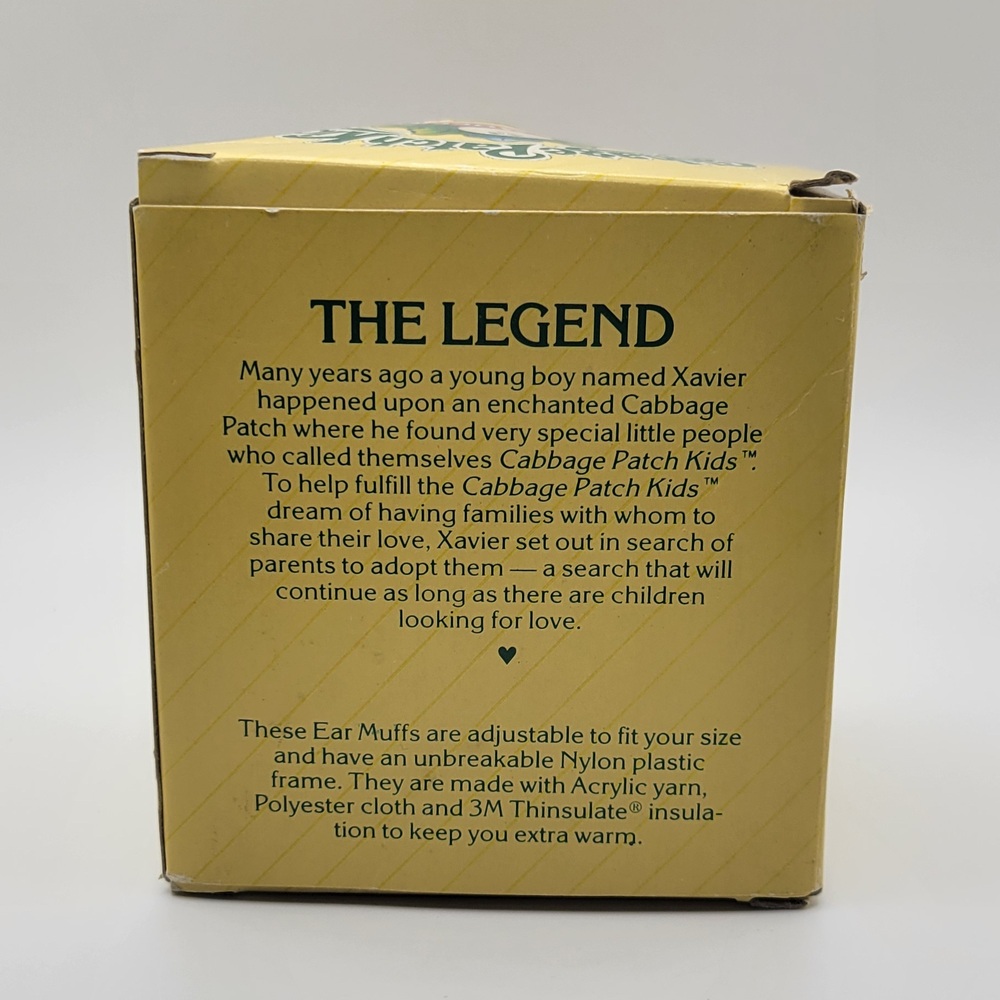 Patch Ki
THE LEGEND
Many years ago a young boy named Xavier
happened upon an enchanted Cabbage
Patch where he found very special little people
who called themselves Cabbage Patch Kids™.
To help fulfill the Cabbage Patch Kids™
dream of having families with whom to
share their love, Xavier set out in search of
parents to adopt them — a search that will
continue as long as there are children
looking for love.
♥
These Ear Muffs are adjustable to fit your size
and have an unbreakable Nylon plastic
frame. They are made with Acrylic yarn,
Polyester cloth and 3M Thinsulate® insula-
tion to keep you extra warm.